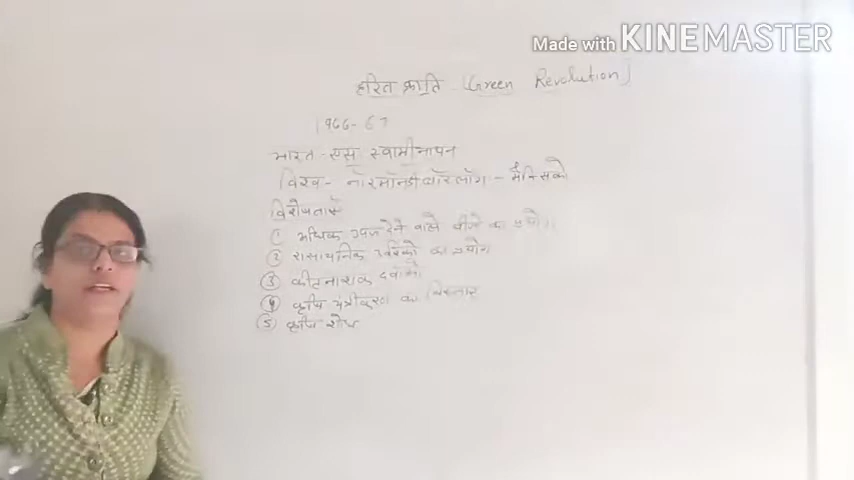 Made with KINEMASTER
हरित क्रांति (Green Revolution)
1966-67
भारत - एस. स्वामीनाथन
विश्व - नॉरमॉन बॉरलॉग - मैक्सिको
विशेषताएँ
① अधिक उपज देने वाले बीजों का प्रयोग
② रासायनिक उर्वरकों का प्रयोग
③ कीटनाशक दवाओं
④ कृषि यंत्रीकरण का विस्तार
⑤ कृषि शोध